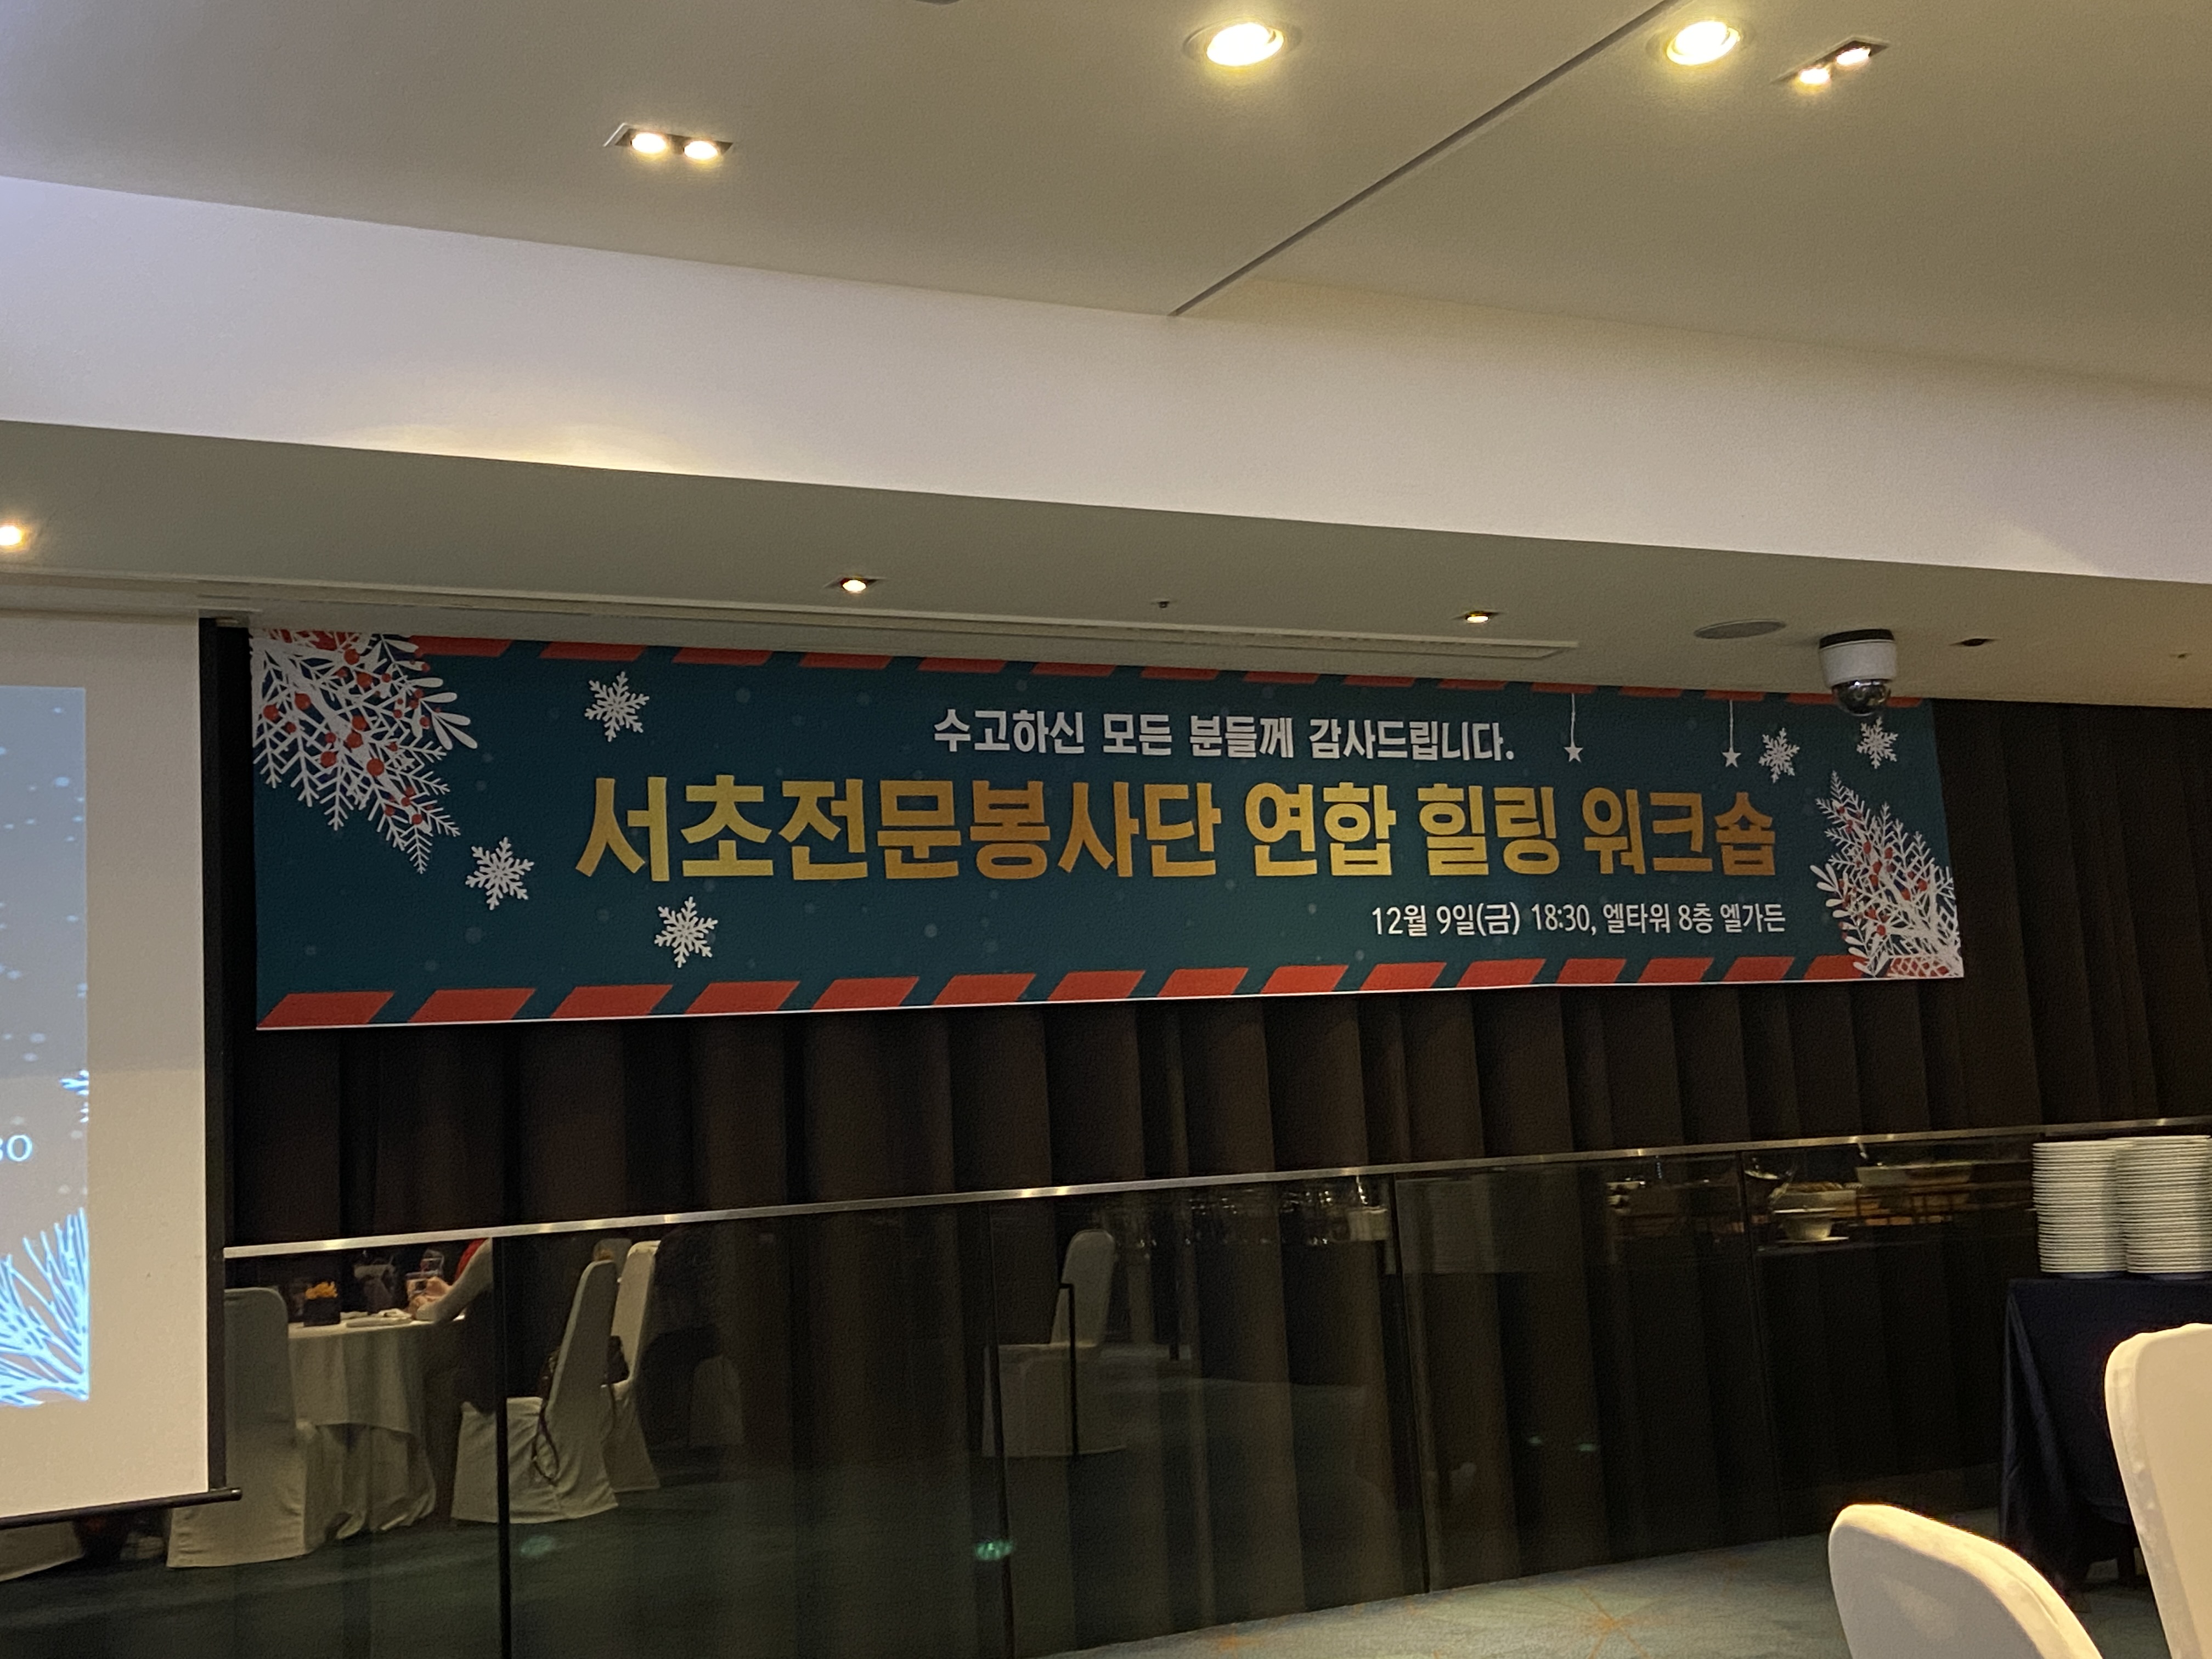 수고하신 모든 분들께 감사드립니다.
서초전문봉사단 연합 힐링 워크숍
12월 9일(금) 18:30, 엘타워 8층 엘가든
30